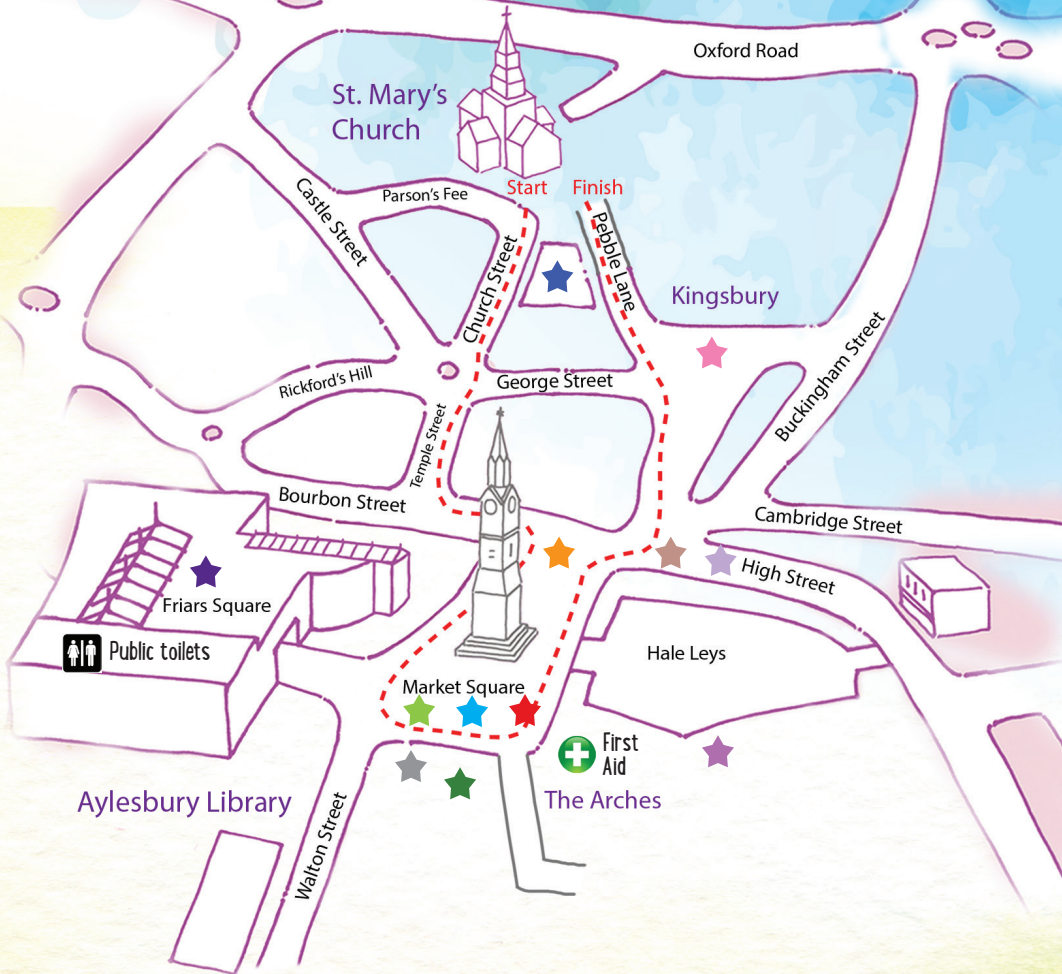 Oxford Road
St. Mary's
Church
Start
Finish
Parson's Fee
Castle Street
Church Street
Pebble Lane
Kingsbury
Buckingham Street
Rickford's Hill
George Street
Temple Street
Bourbon Street
Cambridge Street
High Street
Friars Square
Public toilets
Hale Leys
Market Square
First
Aid
The Arches
Aylesbury Library
Walton Street